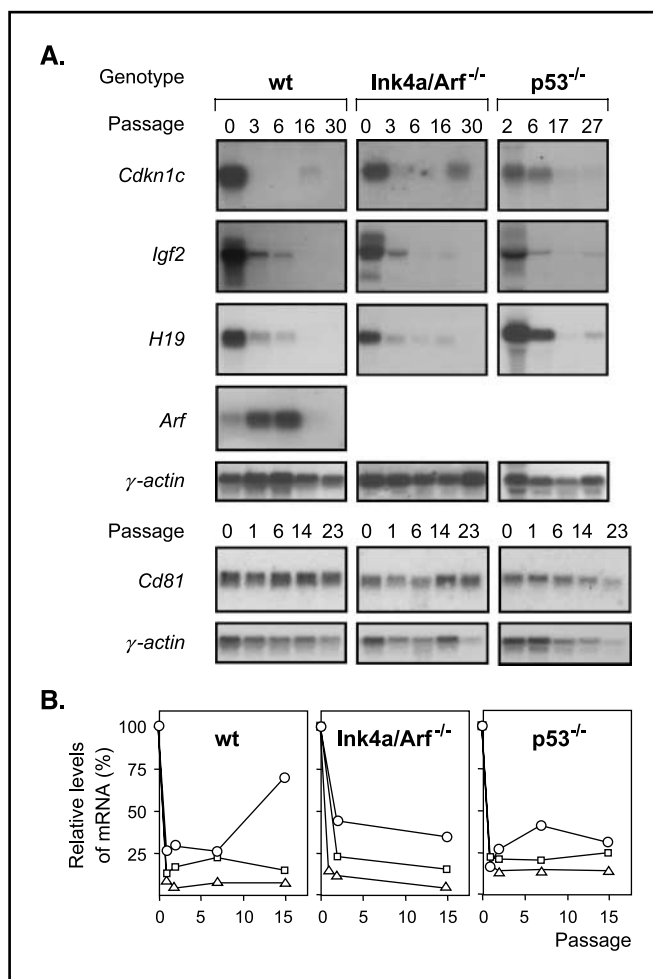 A.
Genotype wt Ink4a/Arf-/- p53-/-
Passage 0 3 6 16 30 0 3 6 16 30 2 6 17 27
Cdkn1c
Igf2
H19
Arf
γ-actin
Passage 0 1 6 14 23 0 1 6 14 23 0 1 6 14 23
Cd81
γ-actin
B.
100 wt Ink4a/Arf-/- p53-/-
Relative levels
of mRNA (%)
75
50
25
0 5 10 15 0 5 10 15 0 5 10 15
Passage